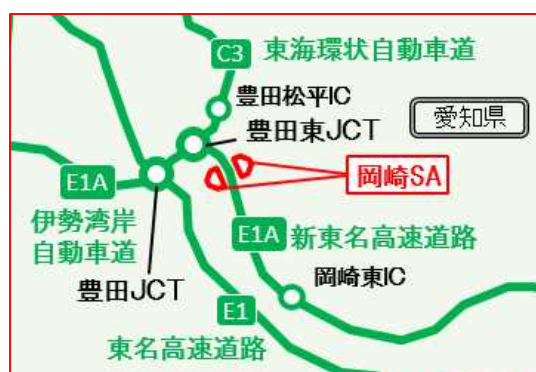 C3
東海環状自動車道
豊田松平IC
愛知県
豊田東JCT
岡崎SA
E1A
伊勢湾岸
自動車道
E1A
新東名高速道路
豊田JCT
岡崎東IC
E1
東名高速道路